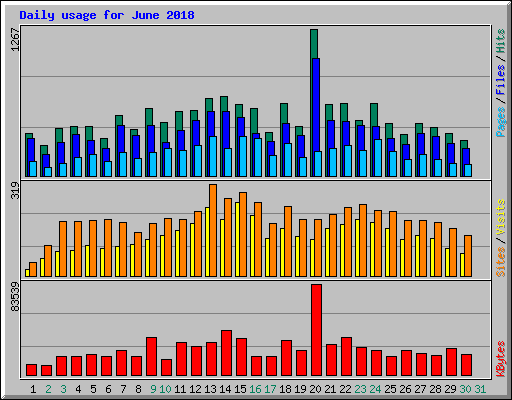 Daily usage for June 2018
1267
Pages / Files / Hits
319
Sites / Visits
83539
KBytes
1 2 3 4 5 6 7 8 9 10 11 12 13 14 15 16 17 18 19 20 21 22 23 24 25 26 27 28 29 30 31